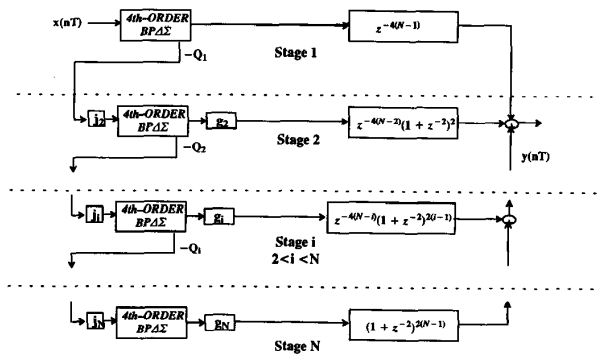 x(nT)
4th–ORDER
BPΔΣ
z^{–4(N–1)}
–Q₁
Stage 1
j₂
4th–ORDER
BPΔΣ
g₂
z^{–4(N–2)}(1 + z^{–2})²
–Q₂
Stage 2
y(nT)
jᵢ
4th–ORDER
BPΔΣ
gᵢ
z^{–4(N–i)}(1 + z^{–2})^{2(i–1)}
–Qᵢ
Stage i
2<i <N
j_N
4th–ORDER
BPΔΣ
g_N
(1 + z^{–2})^{2(N–1)}
Stage N